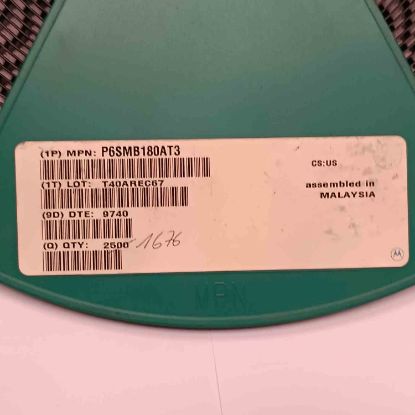 (1P) MPN: P6SMB180AT3
CS:US
(1T) LOT: T40AREC67
assembled in
MALAYSIA
(9D) DTE: 9740
(Q) QTY: 2500 1676
MPN